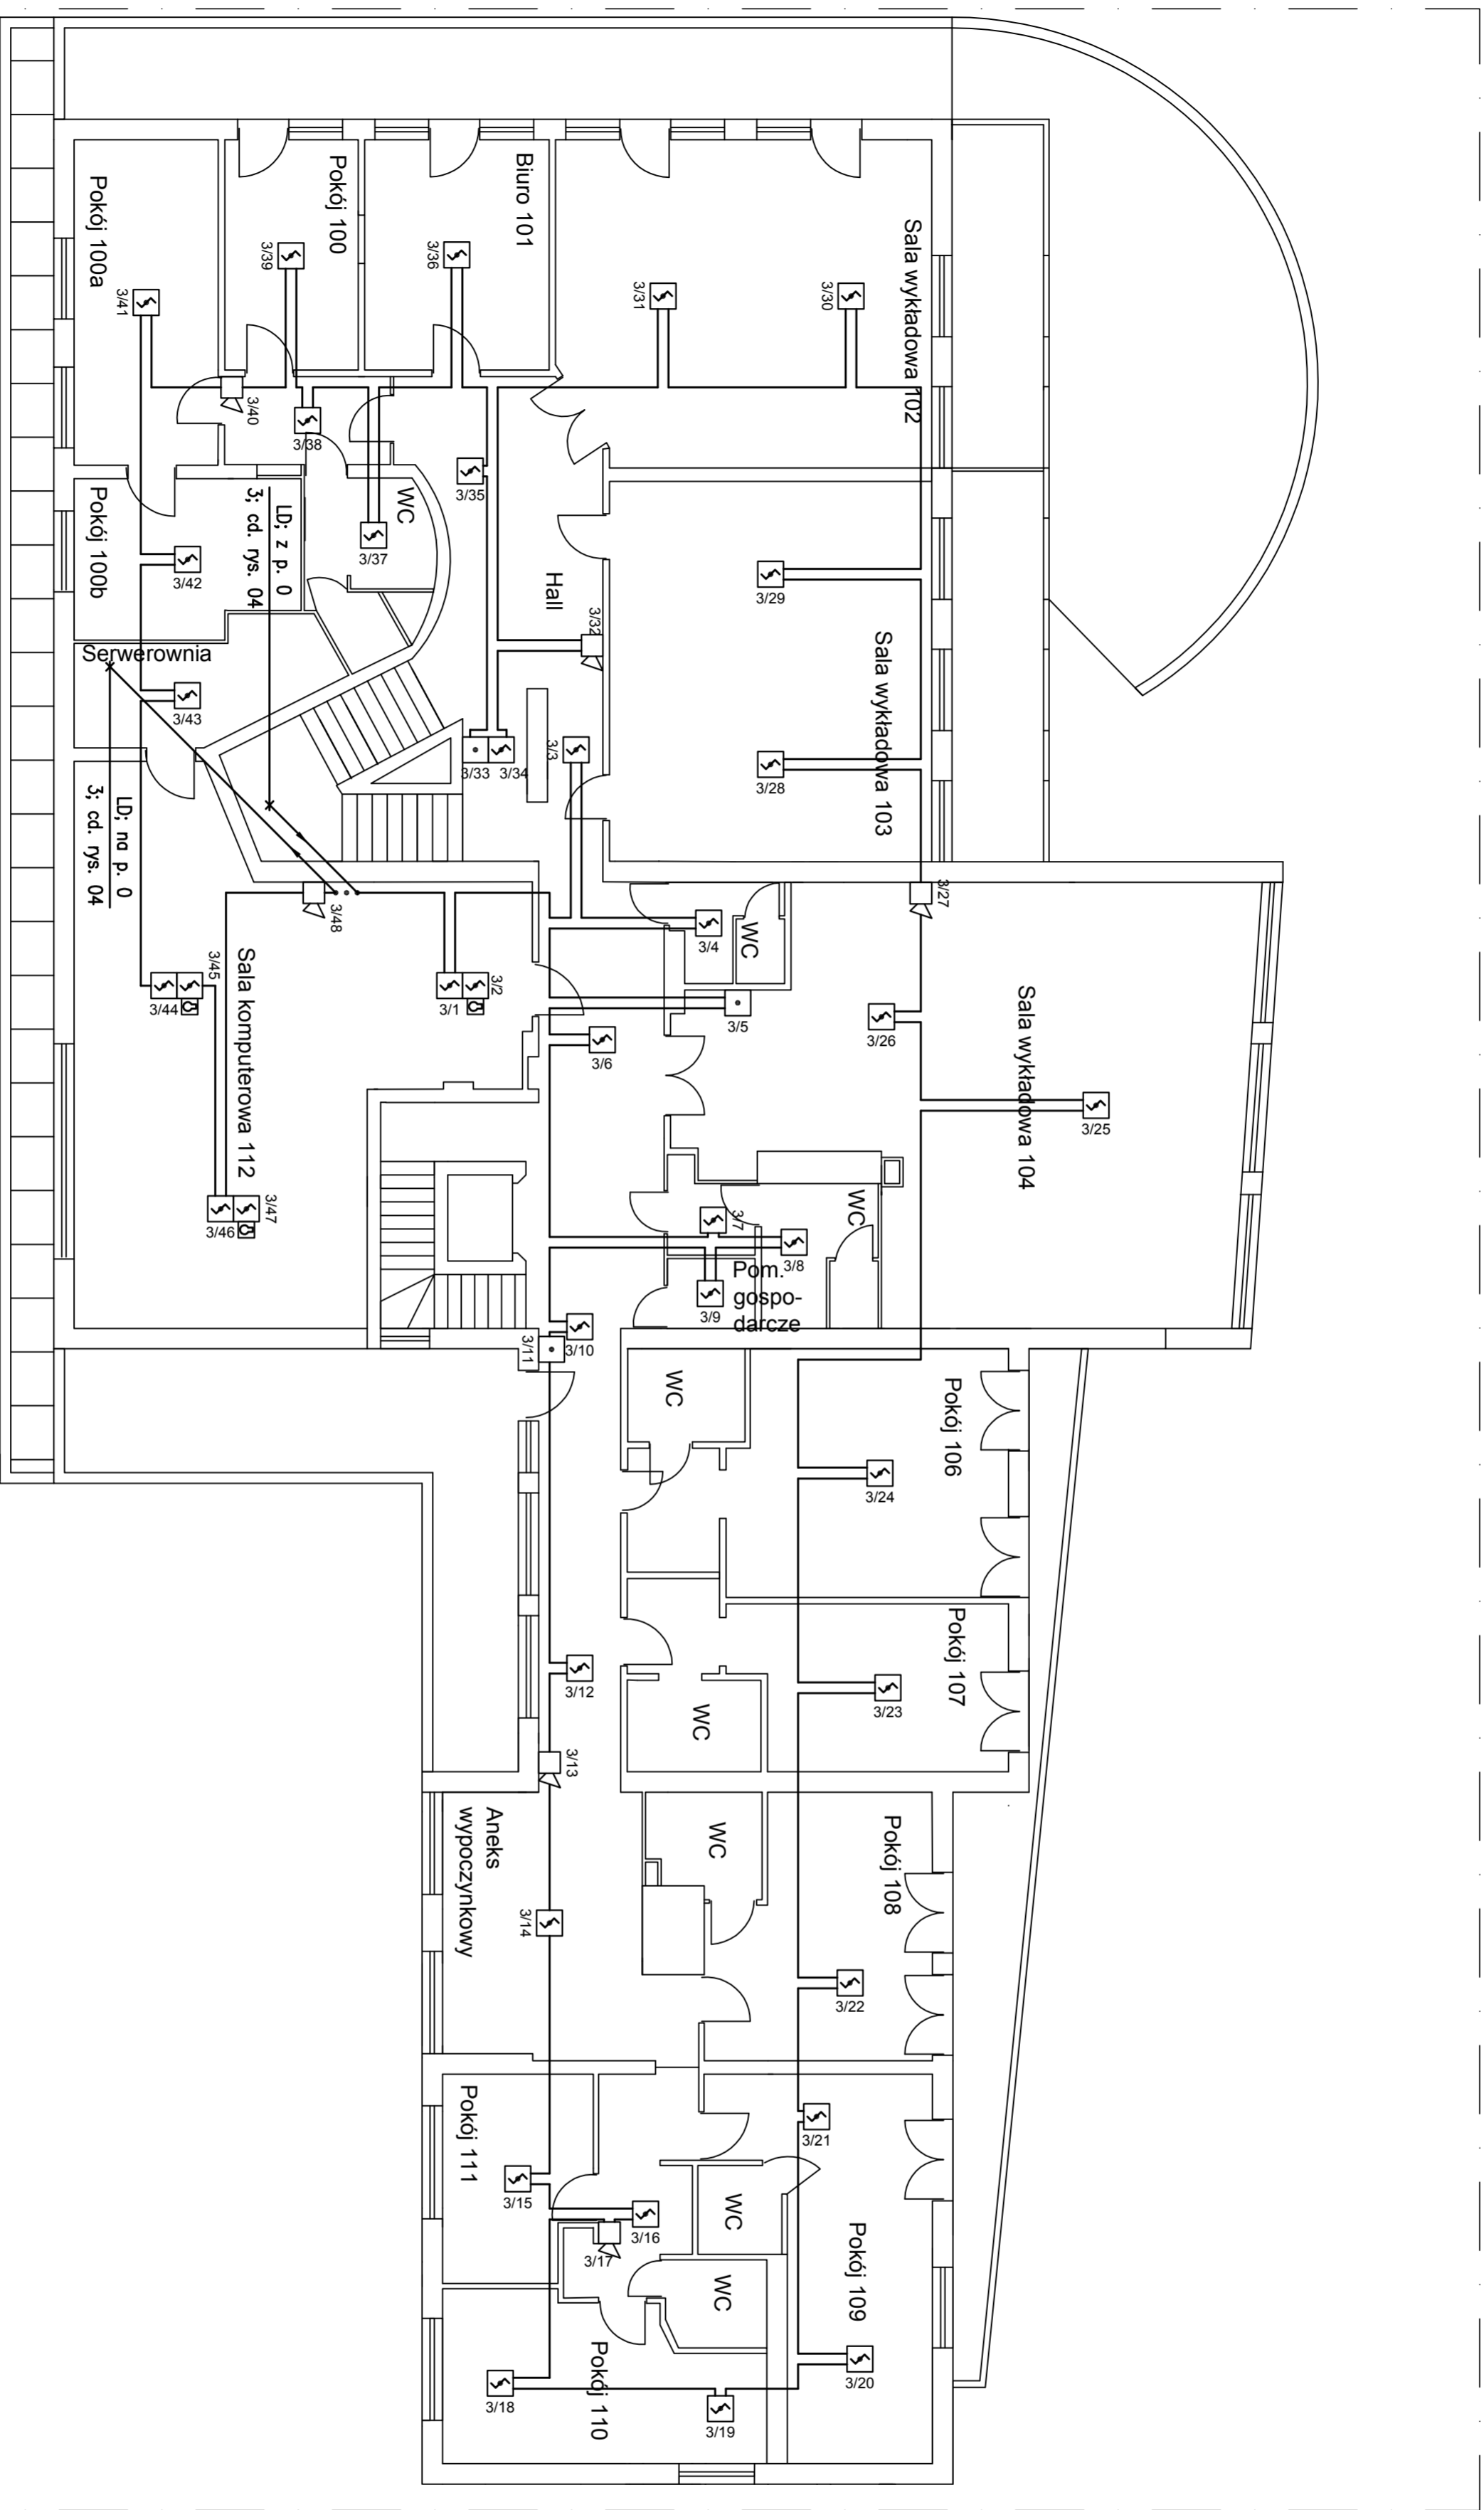 Sala wykładowa 102
Biuro 101
Pokój 100
Pokój 100a
3/30
3/31
3/36
3/39
3/41
3/40
3/38
3/35
WC
3/37
LD; z p. 0
3; cd. rys. 04
Pokój 100b
3/42
Hall
3/32
3/29
Sala wykładowa 103
3/28
Serwerownia
3/43
3/33
3/34
3/3
LD; na p. 0
3; cd. rys. 04
3/48
3/27
3/4
WC
3/2
3/1
3/5
3/6
3/26
Sala wykładowa 104
3/25
3/45
3/44
Sala komputerowa 112
3/47
3/46
3/7
3/8
WC
3/9
Pom.
gospo-
darcze
3/10
3/11
WC
Pokój 106
3/24
Pokój 107
3/23
3/12
WC
3/13
Aneks
wypoczynkowy
3/14
WC
Pokój 108
3/22
3/21
Pokój 111
3/15
3/16
3/17
WC
WC
Pokój 109
3/20
3/18
Pokój 110
3/19